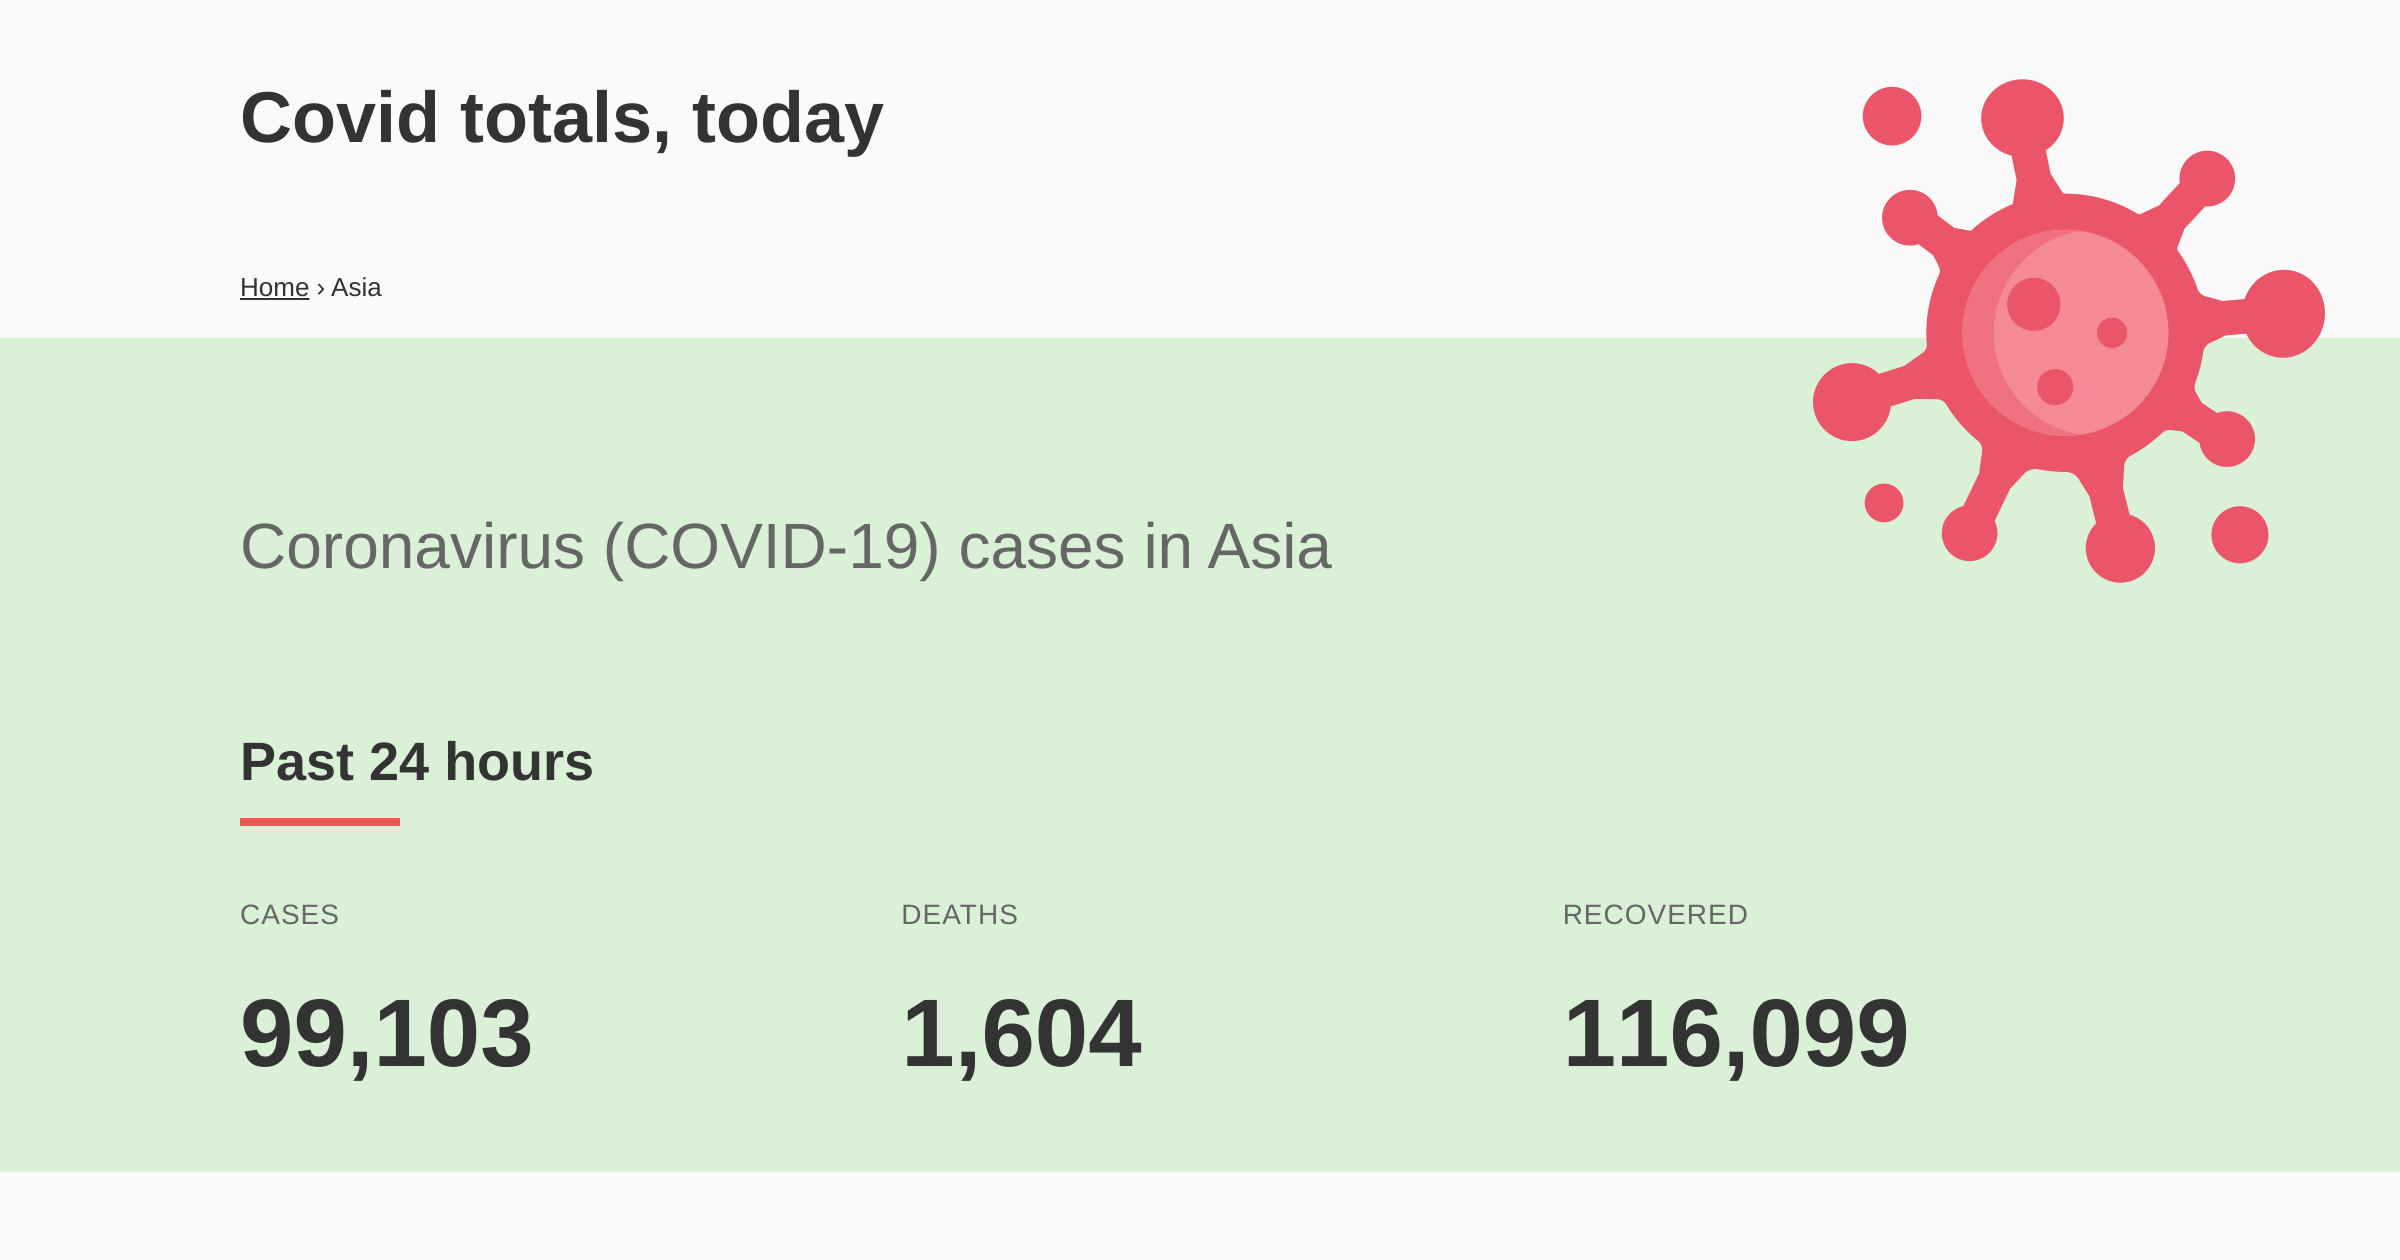 Covid totals, today
Home › Asia
Coronavirus (COVID-19) cases in Asia
Past 24 hours
CASES DEATHS RECOVERED
99,103 1,604 116,099